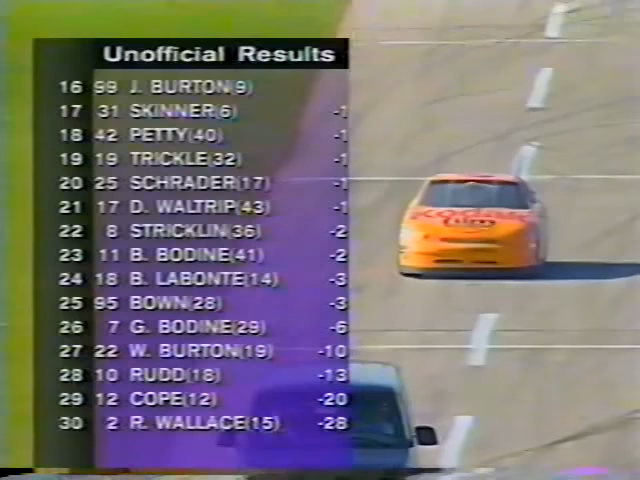 Unofficial Results
16 99 J. BURTON(9)
17 31 SKINNER(6) -1
18 42 PETTY(40) -1
19 19 TRICKLE(32) -1
20 25 SCHRADER(17) -1
21 17 D. WALTRIP(43) -1
22 8 STRICKLIN(36) -2
23 11 B. BODINE(41) -2
24 18 B. LABONTE(14) -3
25 95 BOWN(28) -3
26 7 G. BODINE(29) -6
27 22 W. BURTON(19) -10
28 10 RUDD(18) -13
29 12 COPE(12) -20
30 2 R. WALLACE(15) -28
Kodak
film